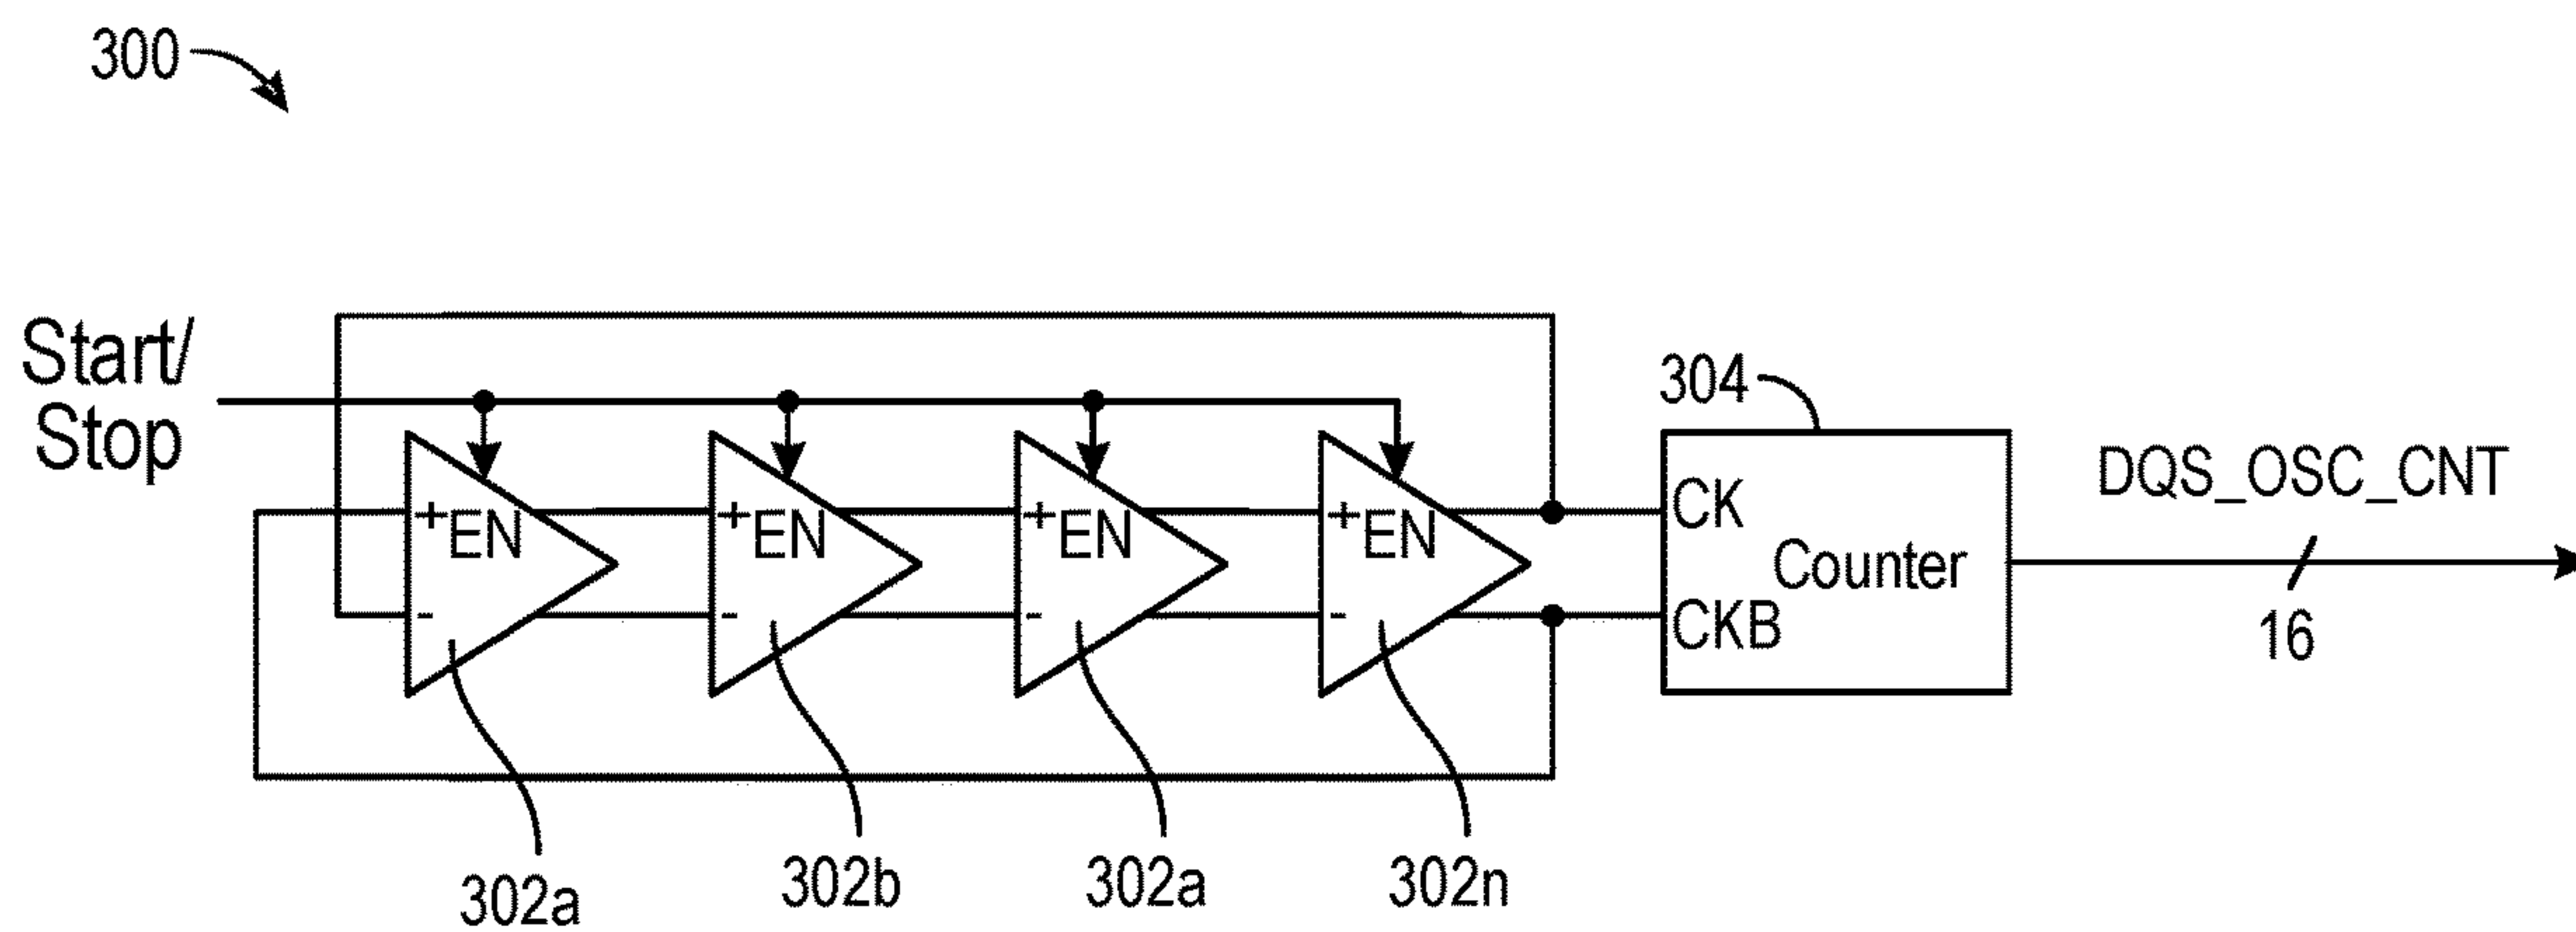 300
Start/
Stop
304
DQS_OSC_CNT
+ EN + EN + EN + EN CK
Counter
- - - - CKB
16
302a 302b 302a 302n